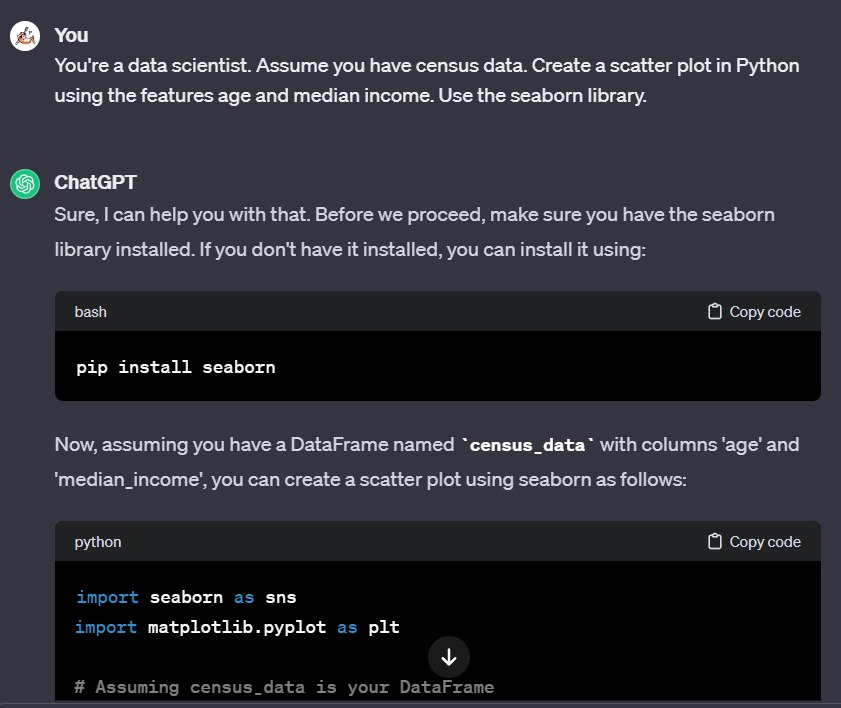 You
You're a data scientist. Assume you have census data. Create a scatter plot in Python
using the features age and median income. Use the seaborn library.
ChatGPT
Sure, I can help you with that. Before we proceed, make sure you have the seaborn
library installed. If you don't have it installed, you can install it using:
bash
Copy code
pip install seaborn
Now, assuming you have a DataFrame named `census_data` with columns 'age' and
'median_income', you can create a scatter plot using seaborn as follows:
python
Copy code
import seaborn as sns
import matplotlib.pyplot as plt
# Assuming census_data is your DataFrame